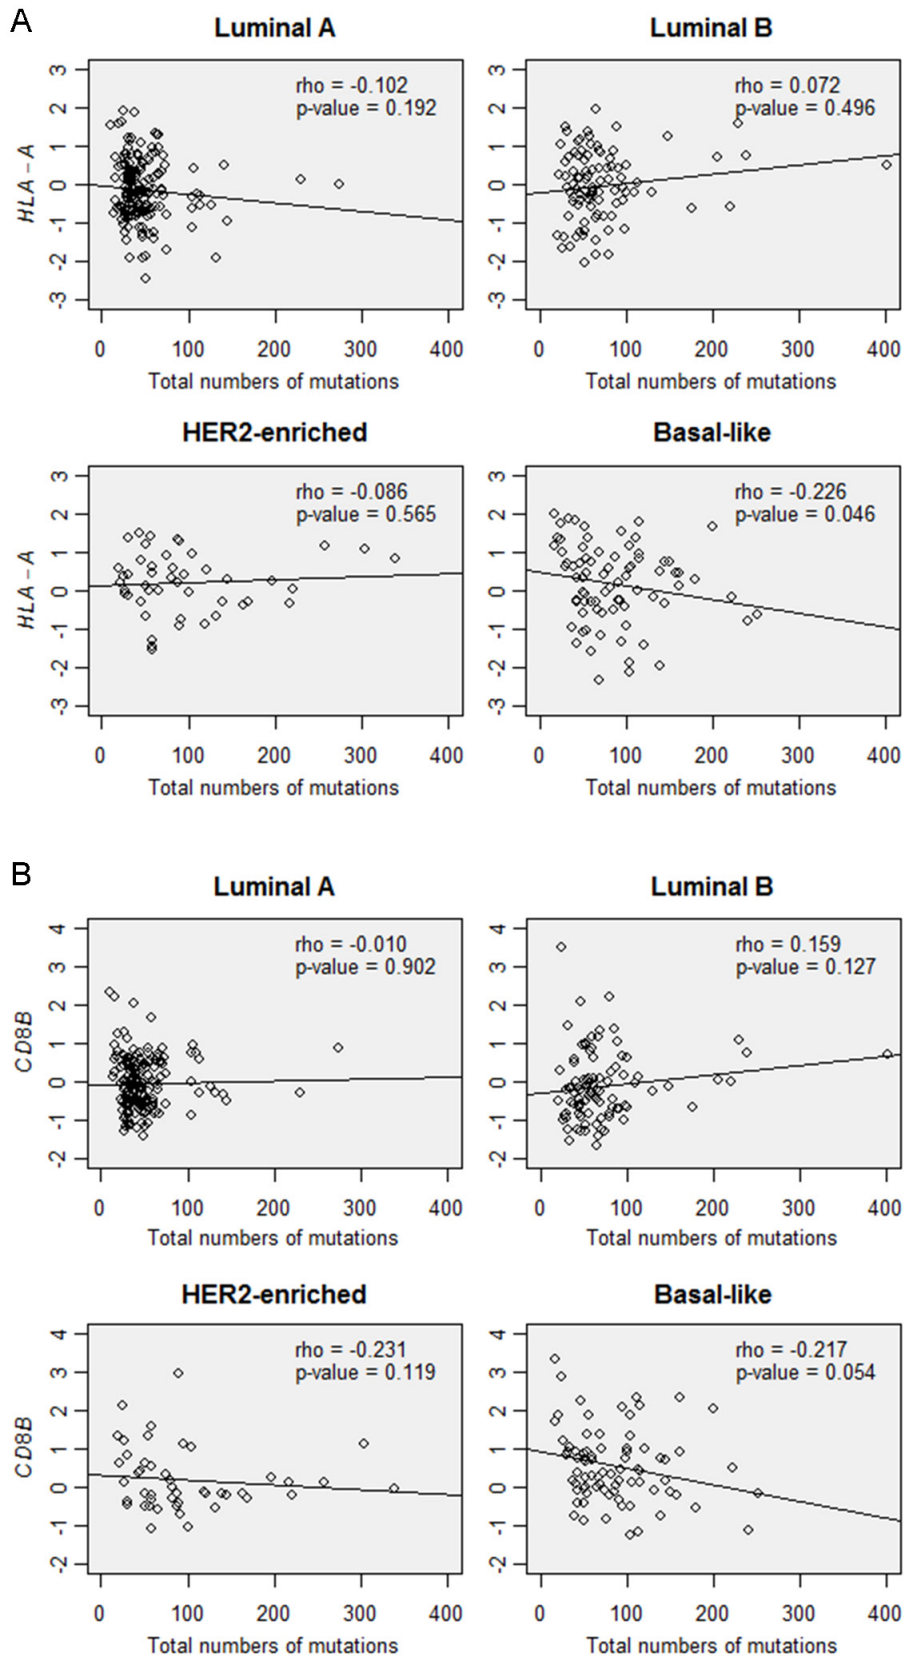 A
Luminal A
Luminal B
rho = -0.102
p-value = 0.192
rho = 0.072
p-value = 0.496
HLA-A
3
2
1
0
-1
-2
-3
3
2
1
0
-1
-2
-3
0 100 200 300 400
0 100 200 300 400
Total numbers of mutations
Total numbers of mutations
HER2-enriched
Basal-like
rho = -0.086
p-value = 0.565
rho = -0.226
p-value = 0.046
HLA-A
3
2
1
0
-1
-2
-3
3
2
1
0
-1
-2
-3
0 100 200 300 400
0 100 200 300 400
Total numbers of mutations
Total numbers of mutations
B
Luminal A
Luminal B
rho = -0.010
p-value = 0.902
rho = 0.159
p-value = 0.127
CD8B
4
3
2
1
0
-1
-2
4
3
2
1
0
-1
-2
0 100 200 300 400
0 100 200 300 400
Total numbers of mutations
Total numbers of mutations
HER2-enriched
Basal-like
rho = -0.231
p-value = 0.119
rho = -0.217
p-value = 0.054
CD8B
4
3
2
1
0
-1
-2
4
3
2
1
0
-1
-2
0 100 200 300 400
0 100 200 300 400
Total numbers of mutations
Total numbers of mutations